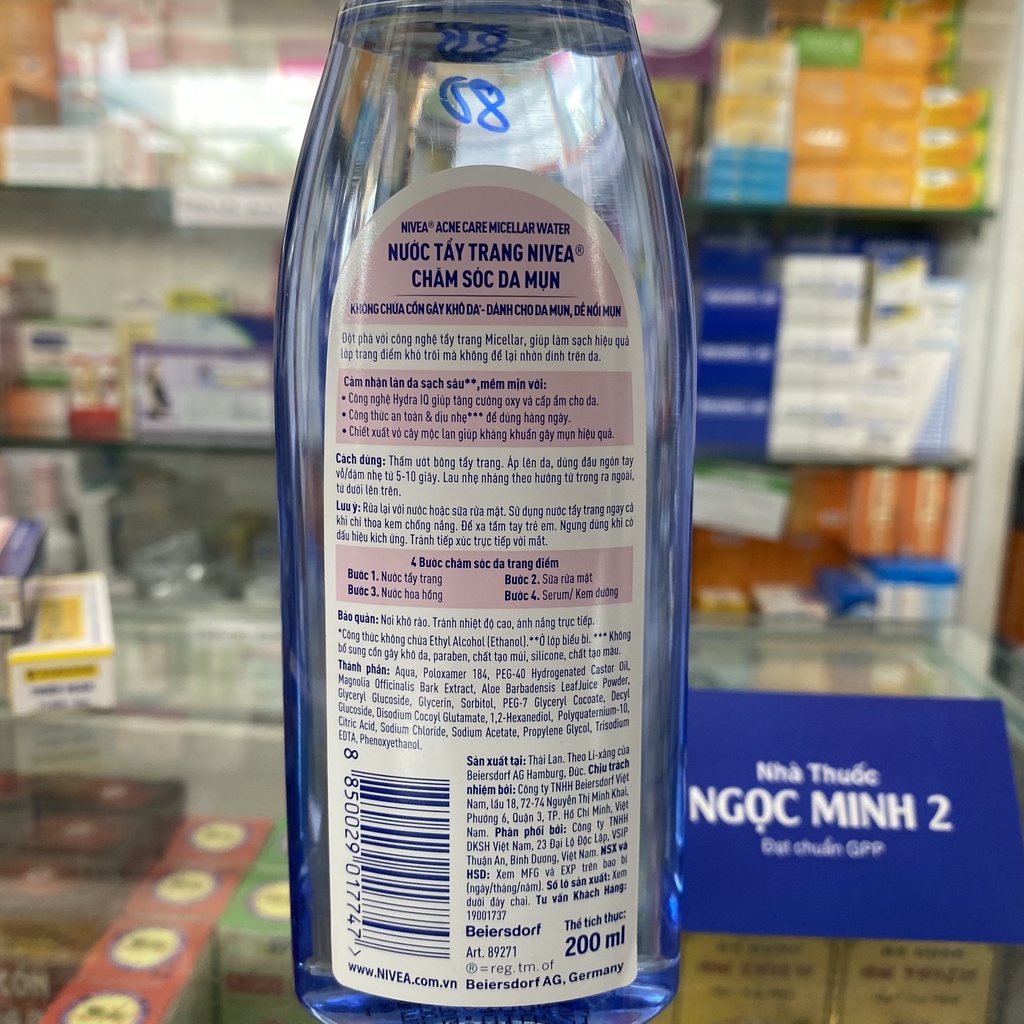 D8
NIVEA® ACNE CARE MICELLAR WATER
NƯỚC TẨY TRANG NIVEA®
CHĂM SÓC DA MỤN
KHÔNG CHỨA CỒN GÂY KHÔ DA*- DÀNH CHO DA MỤN, DỄ NỔI MỤN
Đột phá với công nghệ tẩy trang Micellar, giúp làm sạch hiệu quả
lớp trang điểm khó trôi mà không để lại nhờn dính trên da.
Cảm nhận làn da sạch sâu**,mềm mịn với:
• Công nghệ Hydra IQ giúp tăng cường oxy và cấp ẩm cho da.
• Công thức an toàn & dịu nhẹ*** để dùng hàng ngày.
• Chiết xuất vỏ cây mộc lan giúp kháng khuẩn gây mụn hiệu quả.
Cách dùng: Thấm ướt bông tẩy trang. Áp lên da, dùng đầu ngón tay
vỗ/dặm nhẹ từ 5-10 giây. Lau nhẹ nhàng theo hướng từ trong ra ngoài,
từ dưới lên trên.
Lưu ý: Rửa lại với nước hoặc sữa rửa mặt. Sử dụng nước tẩy trang ngay cả
khi chỉ thoa kem chống nắng. Để xa tầm tay trẻ em. Ngưng dùng khi có
dấu hiệu kích ứng. Tránh tiếp xúc trực tiếp với mắt.
4 Bước chăm sóc da trang điểm
Bước 1. Nước tẩy trang Bước 2. Sữa rửa mặt
Bước 3. Nước hoa hồng Bước 4. Serum/ Kem dưỡng
Bảo quản: Nơi khô ráo. Tránh nhiệt độ cao, ánh nắng trực tiếp.
*Công thức không chứa Ethyl Alcohol (Ethanol).**Ở lớp biểu bì. *** Không
bổ sung cồn gây khô da, paraben, chất tạo mùi, silicone, chất tạo màu.
Thành phần: Aqua, Poloxamer 184, PEG-40 Hydrogenated Castor Oil,
Magnolia Officinalis Bark Extract, Aloe Barbadensis LeafJuice Powder,
Glyceryl Glucoside, Glycerin, Sorbitol, PEG-7 Glyceryl Cocoate, Decyl
Glucoside, Disodium Cocoyl Glutamate, 1,2-Hexanediol, Polyquaternium-10,
Citric Acid, Sodium Chloride, Sodium Acetate, Propylene Glycol, Trisodium
EDTA, Phenoxyethanol.
8 850029 017747 >
Sản xuất tại: Thái Lan. Theo Li-xăng của
Beiersdorf AG Hamburg, Đức. Chịu trách
nhiệm bởi: Công ty TNHH Beiersdorf Việt
Nam, lầu 18, 72-74 Nguyễn Thị Minh Khai,
Phường 6, Quận 3, TP. Hồ Chí Minh, Việt
Nam. Phân phối bởi: Công ty TNHH
DKSH Việt Nam, 23 Đại Lộ Độc Lập, VSIP
Thuận An, Bình Dương, Việt Nam. NSX và
HSD: Xem MFG và EXP trên bao bì
(ngày/tháng/năm). Số lô sản xuất: Xem
dưới đáy chai. Tư vấn Khách Hàng:
19001737
Beiersdorf
Thể tích thực:
200 ml
Art. 89271
®=reg. tm. of
www.NIVEA.com.vn Beiersdorf AG, Germany
Nhà Thuốc
NGỌC MINH 2
Đạt chuẩn GPP